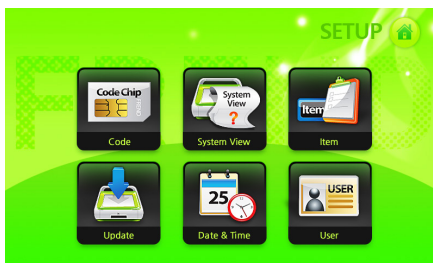 SETUP
Code Chip
Code
System
View
?
System View
Item
Item
Update
25
Date & Time
USER
User